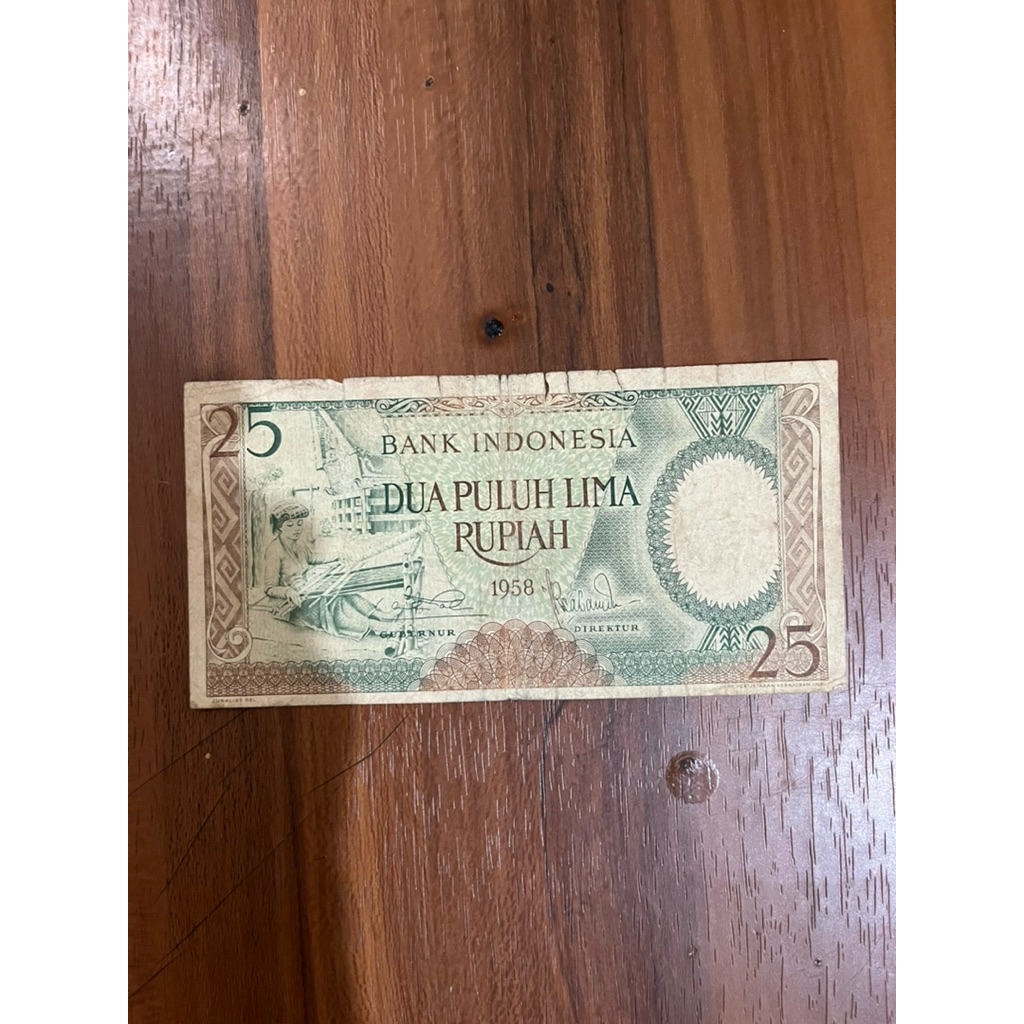 25
BANK INDONESIA
DUA PULUH LIMA
RUPIAH
1958
GUBERNUR
DIREKTUR
25